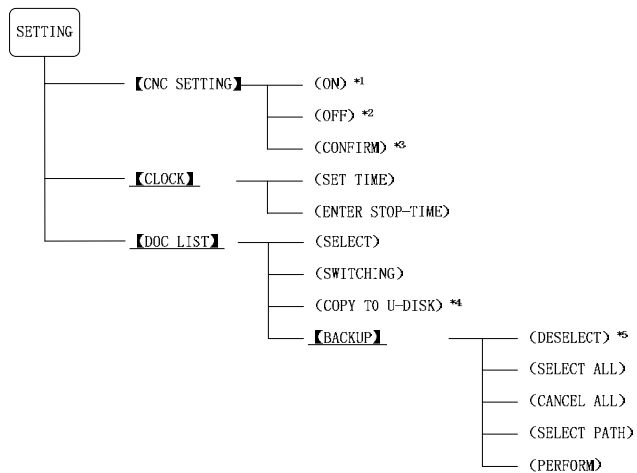 SETTING
【CNC SETTING】
(ON) *1
(OFF) *2
(CONFIRM) *3
【CLOCK】
(SET TIME)
(ENTER STOP-TIME)
【DOC LIST】
(SELECT)
(SWITCHING)
(COPY TO U-DISK) *4
【BACKUP】
(DESELECT) *5
(SELECT ALL)
(CANCEL ALL)
(SELECT PATH)
(PERFORM)